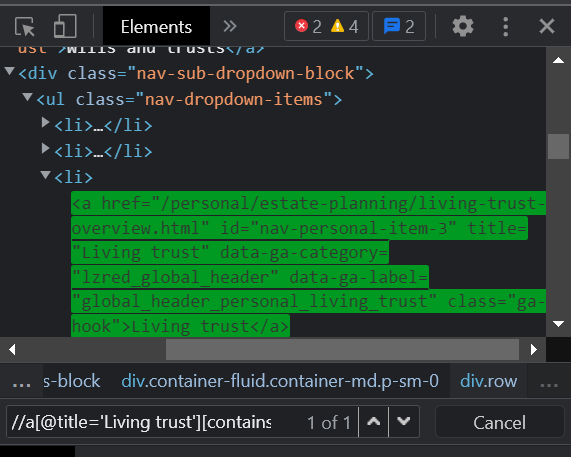 Elements » 2 4 2
ust">Wills and trusts</a>
▼<div class="nav-sub-dropdown-block">
▼<ul class="nav-dropdown-items">
▶<li>…</li>
▶<li>…</li>
▼<li>
<a href="/personal/estate-planning/living-trust-
overview.html" id="nav-personal-item-3" title=
"Living trust" data-ga-category=
"lzred_global_header" data-ga-label=
"global_header_personal_living_trust" class="ga-
hook">Living trust</a>
… s-block div.container-fluid.container-md.p-sm-0 div.row …
//a[@title='Living trust'][contains 1 of 1 Cancel